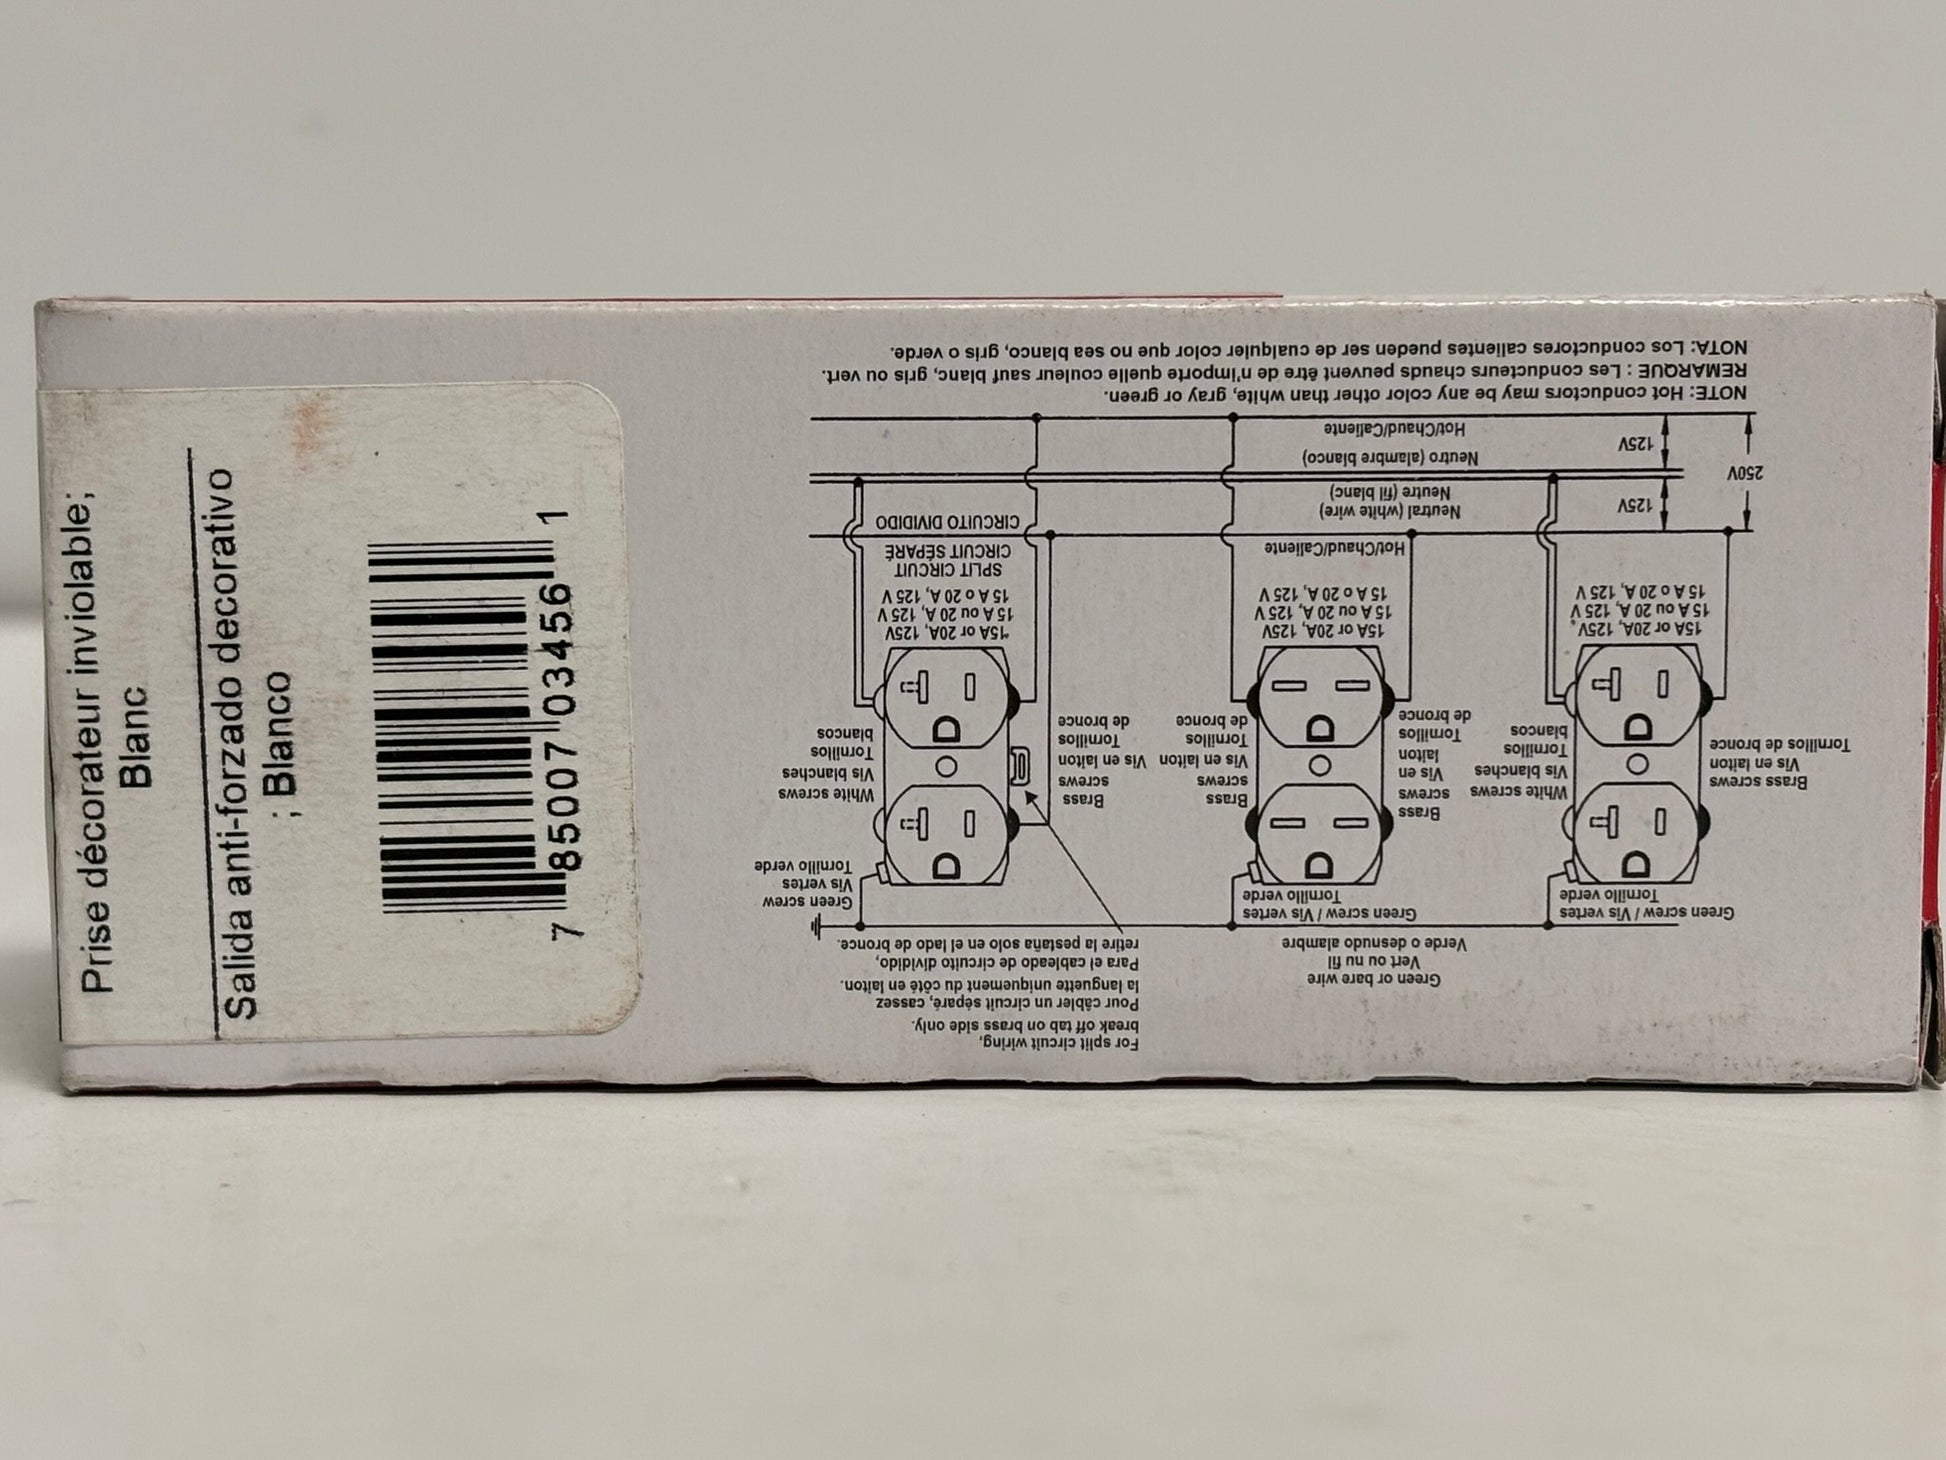 Prise décorateur inviolable;
Blanc
Salida anti-forzado decorativo
; Blanco
7 85007 03456 1
For split circuit wiring,
break off tab on brass side only.
Pour câbler un circuit séparé, cassez
la languette uniquement du côté en laiton.
Para el cableado de circuito dividido,
retire la pestaña solo en el lado de bronce.
Green or bare wire
Vert ou nu fil
Verde o desnudo alambre
Green screw / Vis vertes
Tornillo verde
Green screw / Vis vertes
Tornillo verde
Green screw
Vis vertes
Tornillo verde
Brass screws
Vis en laiton
Tornillos de bronce
White screws
Vis blanches
Tornillos
blancos
Brass
screws
Vis en
laiton
Tornillos
de bronce
Brass
screws
Vis en laiton
Tornillos
de bronce
Brass
screws
Vis en laiton
Tornillos
de bronce
White screws
Vis blanches
Tornillos
blancos
15A or 20A, 125V
15 A ou 20 A, 125 V
15 A o 20 A, 125 V
15A or 20A, 125V
15 A ou 20 A, 125 V
15 A o 20 A, 125 V
*15A or 20A, 125V
15 A ou 20 A, 125 V
15 A o 20 A, 125 V
SPLIT CIRCUIT
CIRCUIT SÉPARÉ
CIRCUITO DIVIDIDO
Hot/Chaud/Caliente
Neutral (white wire)
Neutre (fil blanc)
Neutro (alambre blanco)
Hot/Chaud/Caliente
125V
125V
250V
NOTE: Hot conductors may be any color other than white, gray or green.
REMARQUE : Les conducteurs chauds peuvent être de n'importe quelle couleur sauf blanc, gris ou vert.
NOTA: Los conductores calientes pueden ser de cualquier color que no sea blanco, gris o verde.